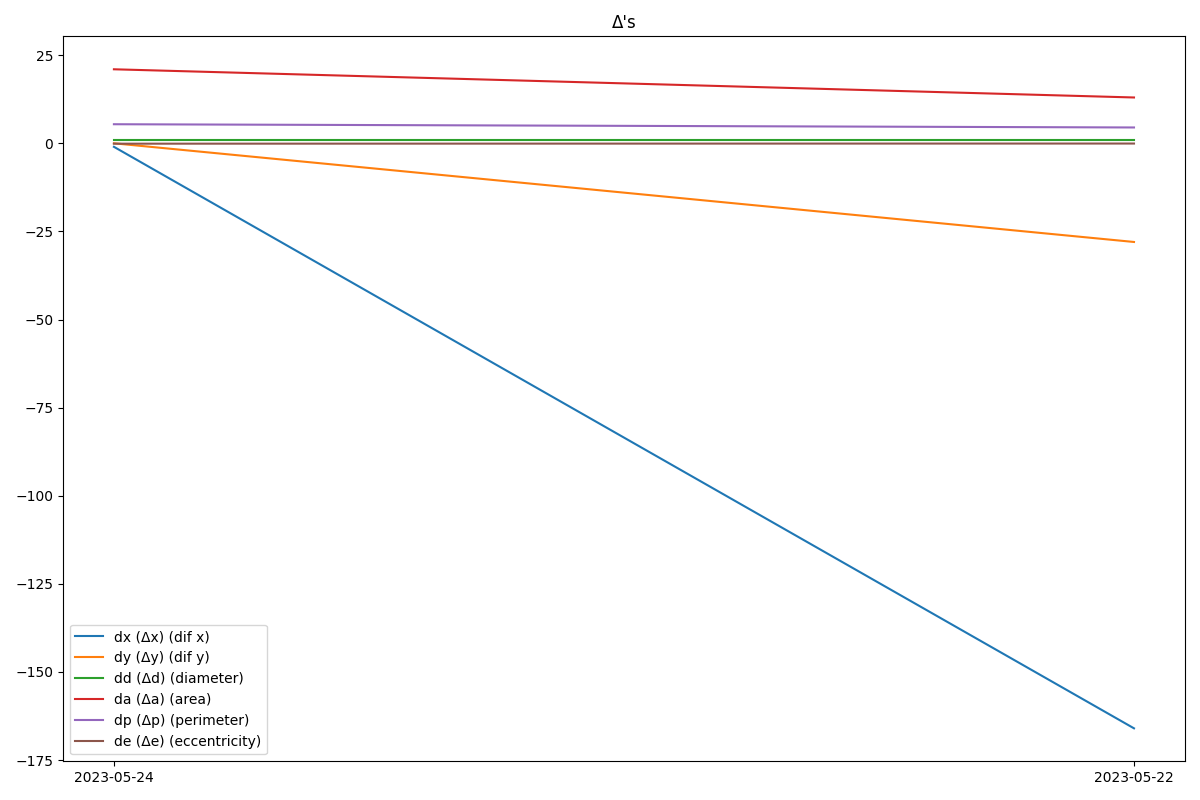 Δ's
25
0
−25
−50
−75
−100
−125
−150
−175
dx (Δx) (dif x)
dy (Δy) (dif y)
dd (Δd) (diameter)
da (Δa) (area)
dp (Δp) (perimeter)
de (Δe) (eccentricity)
2023-05-24
2023-05-22